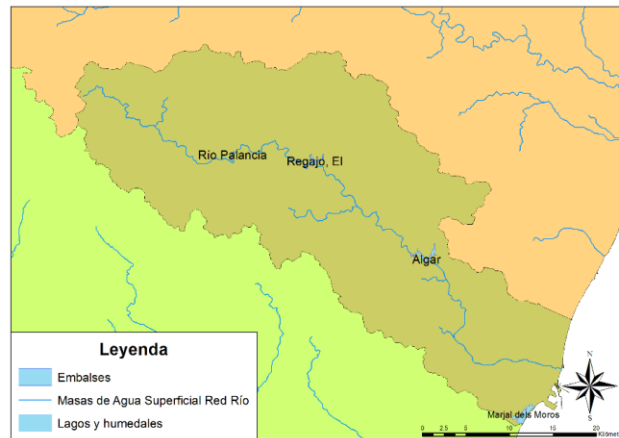 Río Palancia
Regajo, El
Algar
Leyenda
Embalses
Masas de Agua Superficial Red Río
Lagos y humedales
Marjal dels Moros
N
S
0 2,5 5 10 15 20